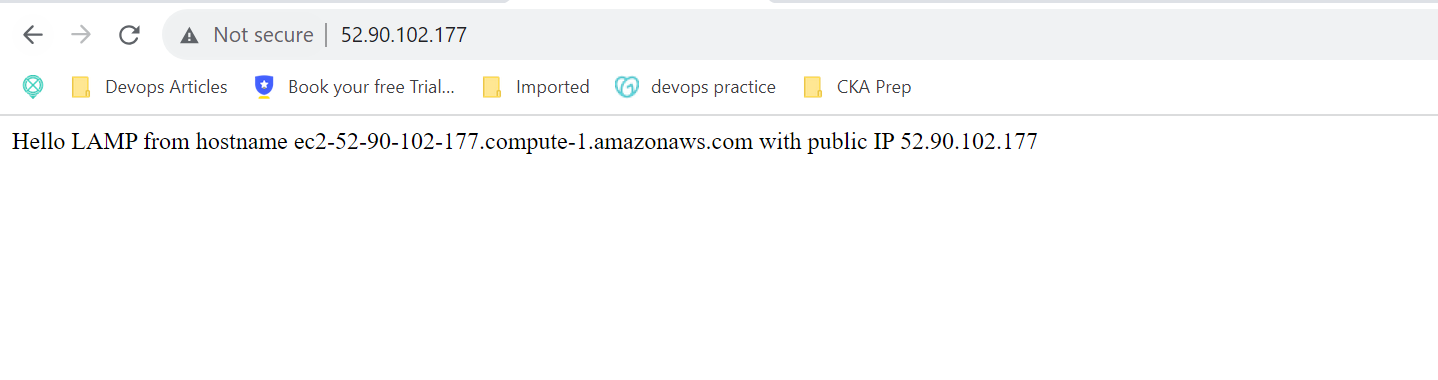 Not secure | 52.90.102.177
Devops Articles Book your free Trial... Imported devops practice CKA Prep
Hello LAMP from hostname ec2-52-90-102-177.compute-1.amazonaws.com with public IP 52.90.102.177